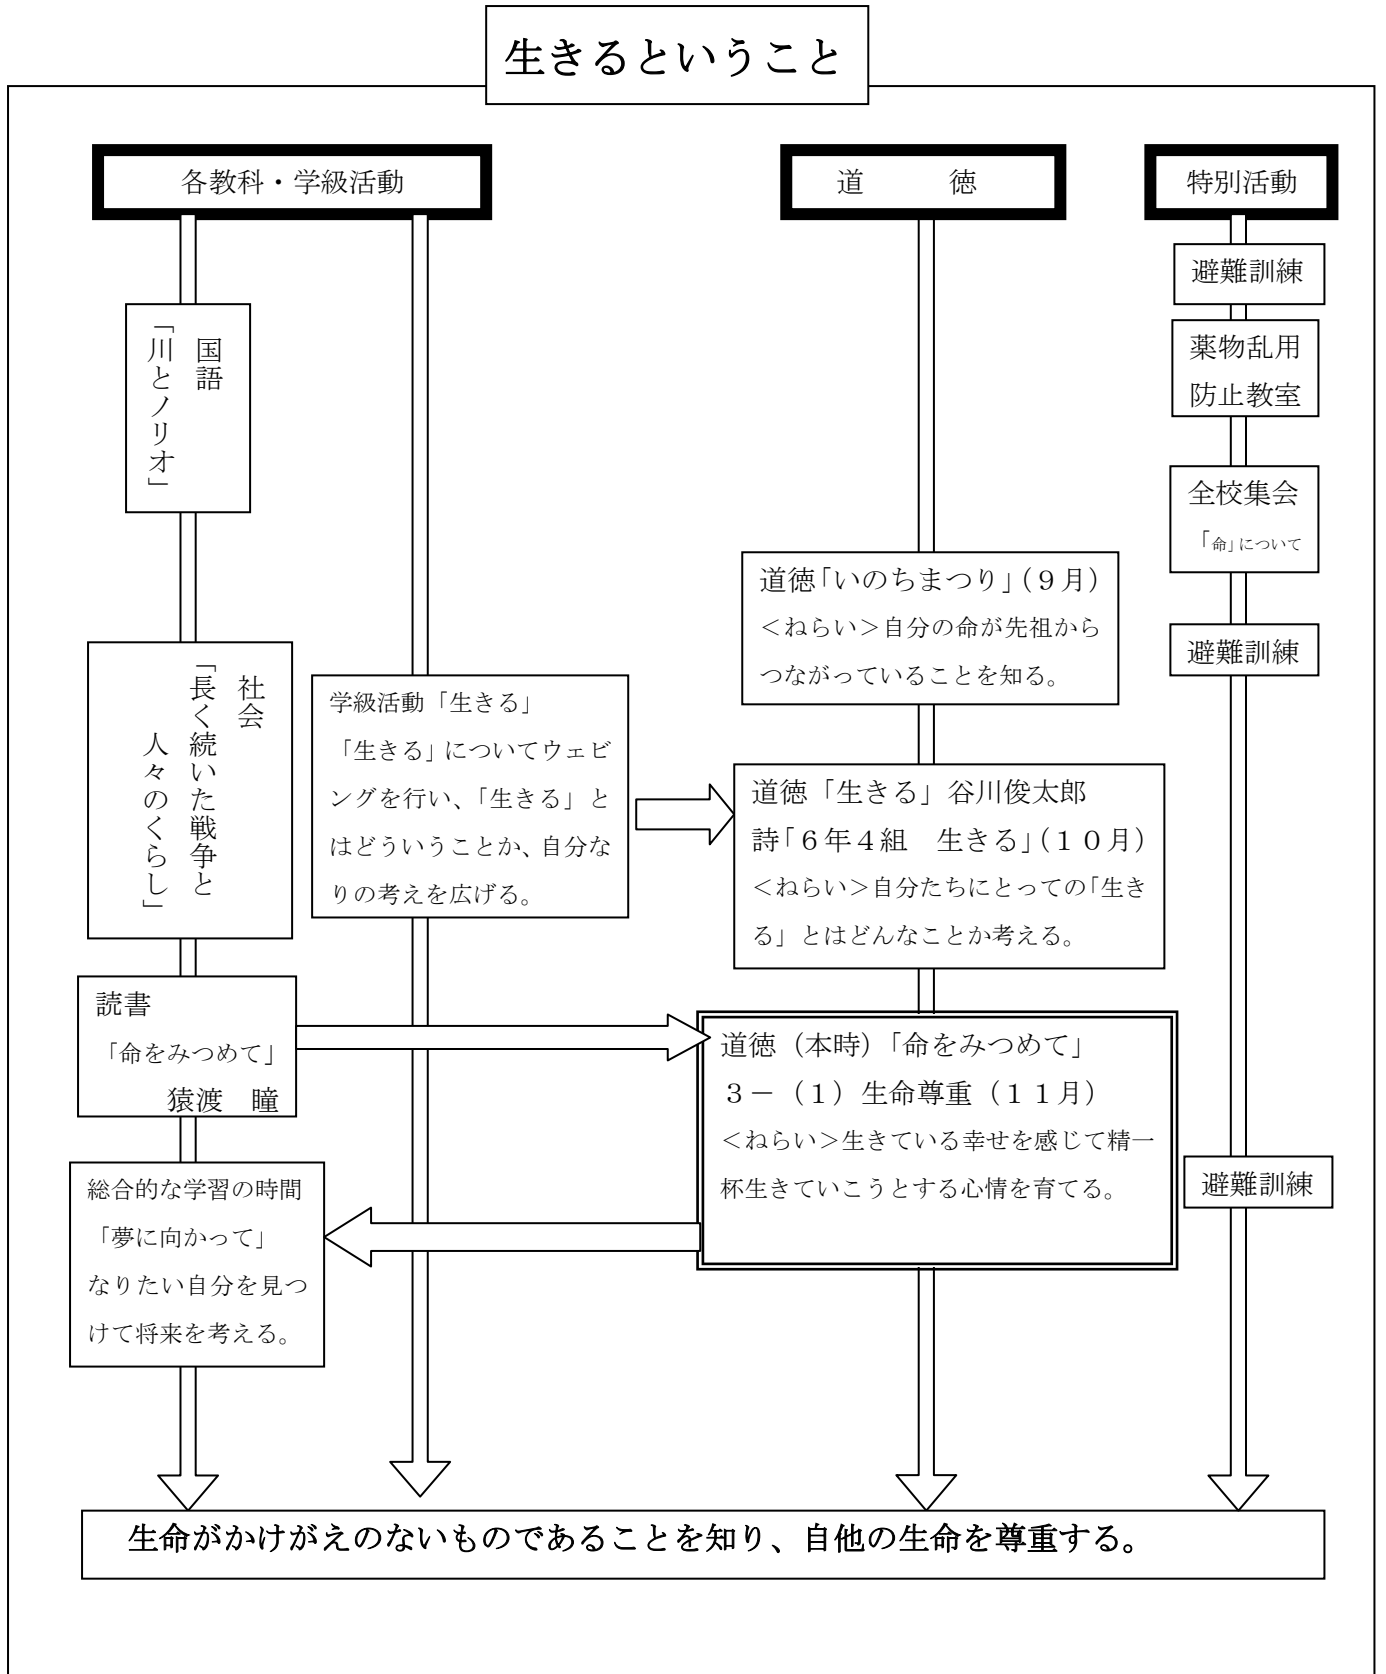 生きるということ
各教科・学級活動
国語
「川とノリオ」
社会
「長く続いた戦争と
人々のくらし」
読書
「命をみつめて」
猿渡　瞳
総合的な学習の時間
「夢に向かって」
なりたい自分を見つ
けて将来を考える。
学級活動「生きる」
「生きる」についてウェビ
ングを行い、「生きる」と
はどういうことか、自分な
りの考えを広げる。
道　　　徳
道徳「いのちまつり」（９月）
＜ねらい＞自分の命が先祖から
つながっていることを知る。
道徳「生きる」谷川俊太郎
詩「６年４組　生きる」（１０月）
＜ねらい＞自分たちにとっての「生き
る」とはどんなことか考える。
道徳（本時）「命をみつめて」
３－（１）生命尊重（１１月）
＜ねらい＞生きている幸せを感じて精一
杯生きていこうとする心情を育てる。
特別活動
避難訓練
薬物乱用
防止教室
全校集会
「命」について
避難訓練
避難訓練
生命がかけがえのないものであることを知り、自他の生命を尊重する。